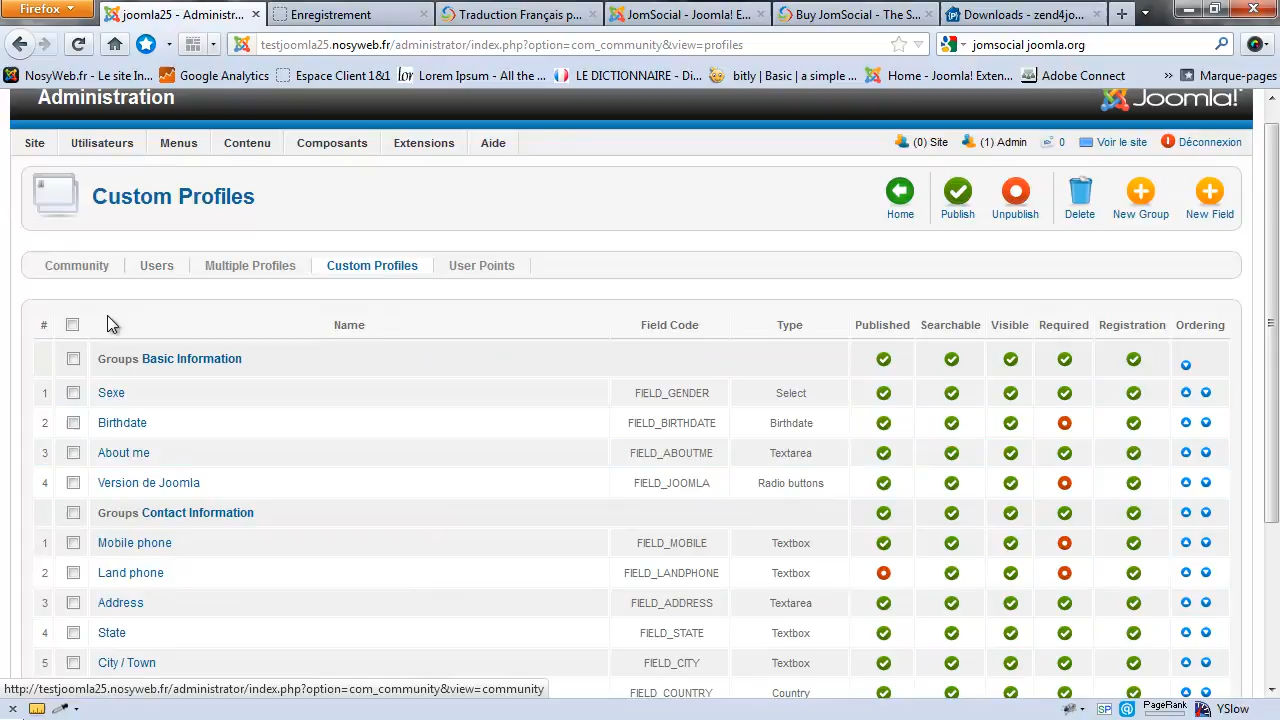 Firefox
joomla25 - Administra...
Enregistrement
Traduction Français p...
JomSocial - Joomla! E...
Buy JomSocial - The S...
Downloads - zend4jo...
testjoomla25.nosyweb.fr/administrator/index.php?option=com_community&view=profiles
jomsocial joomla.org
NosyWeb.fr - Le site In...
Google Analytics
Espace Client 1&1
Lorem Ipsum - All the ...
LE DICTIONNAIRE - Di...
bitly | Basic | a simple ...
Home - Joomla! Exten...
Adobe Connect
»
Marque-pages
Administration
Joomla!
Site Utilisateurs Menus Contenu Composants Extensions Aide
(0) Site (1) Admin 0 Voir le site Déconnexion
Custom Profiles
Home Publish Unpublish Delete New Group New Field
Community Users Multiple Profiles Custom Profiles User Points
# Name Field Code Type Published Searchable Visible Required Registration Ordering
Groups Basic Information
1 Sexe FIELD_GENDER Select
2 Birthdate FIELD_BIRTHDATE Birthdate
3 About me FIELD_ABOUTME Textarea
4 Version de Joomla FIELD_JOOMLA Radio buttons
Groups Contact Information
1 Mobile phone FIELD_MOBILE Textbox
2 Land phone FIELD_LANDPHONE Textbox
3 Address FIELD_ADDRESS Textarea
4 State FIELD_STATE Textbox
5 City / Town FIELD_CITY Textbox
FIELD_COUNTRY Country
http://testjoomla25.nosyweb.fr/administrator/index.php?option=com_community&view=community
SP
PageRank
YSlow